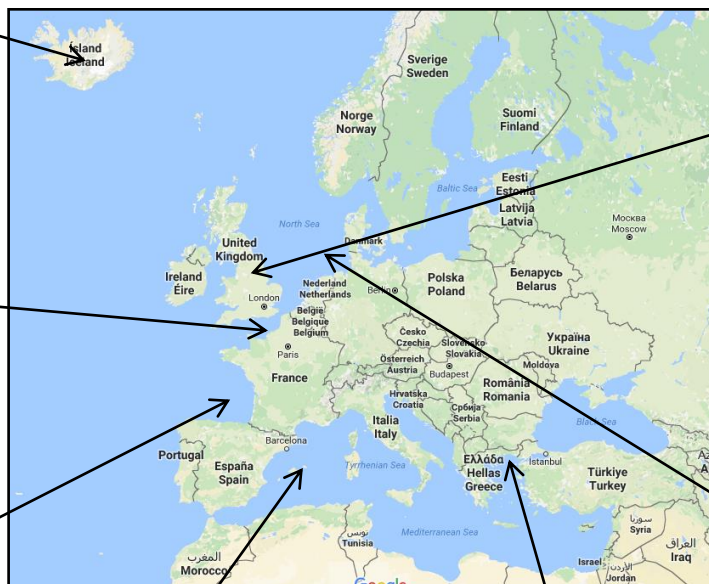 Ísland
Iceland
Sverige
Sweden
Norge
Norway
Suomi
Finland
Eesti
Estonia
Latvija
Latvia
Baltic Sea
Москва
Moscow
North Sea
Danmark
United
Kingdom
Ireland
Éire
London
Nederland
Netherlands
Berlin
Polska
Poland
Беларусь
Belarus
België
Belgique
Belgium
Paris
Česko
Czechia
Slovensko
Slovakia
Україна
Ukraine
Österreich
Austria
Budapest
Moldova
France
Hrvatska
Croatia
România
Romania
Србија
Serbia
Italia
Italy
Black Sea
Barcelona
Portugal
España
Spain
Tyrrhenian Sea
Ελλάδα
Hellas
Greece
İstanbul
Türkiye
Turkey
Az
A
تونس
Tunisia
Mediterranean Sea
سوريا
Syria
العراق
Iraq
المغرب
Morocco
Israel
الأردن
Jordan
Google